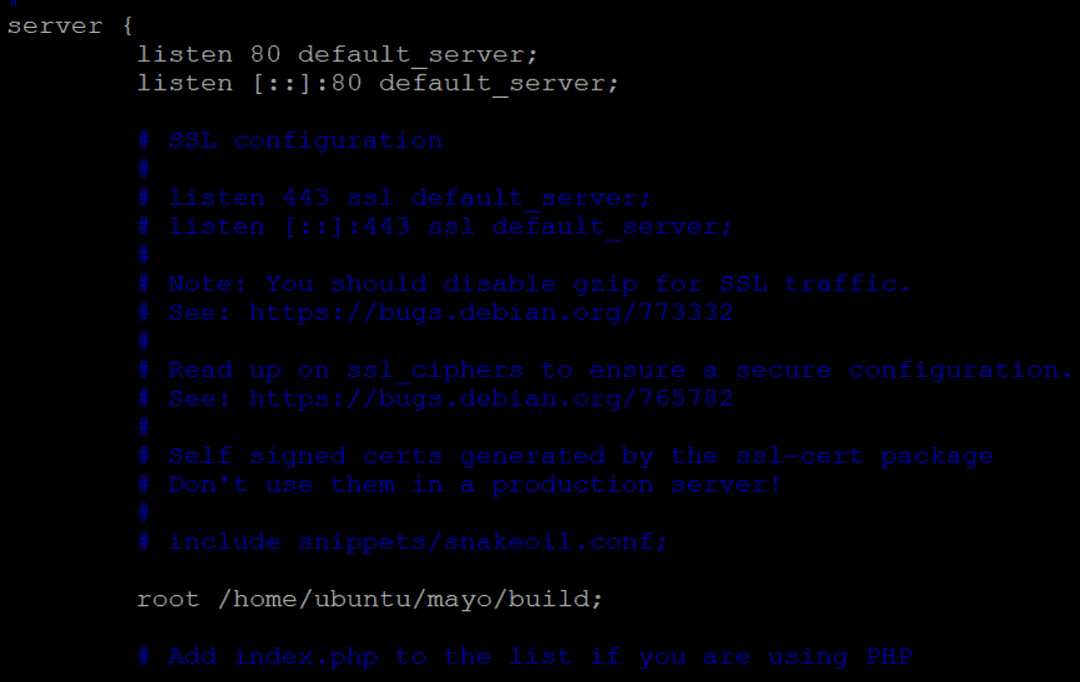 #
server {
listen 80 default_server;
listen [::]:80 default_server;
# SSL configuration
#
# listen 443 ssl default_server;
# listen [::]:443 ssl default_server;
#
# Note: You should disable gzip for SSL traffic.
# See: https://bugs.debian.org/773332
#
# Read up on ssl_ciphers to ensure a secure configuration.
# See: https://bugs.debian.org/765782
#
# Self signed certs generated by the ssl-cert package
# Don't use them in a production server!
#
# include snippets/snakeoil.conf;
root /home/ubuntu/mayo/build;
# Add index.php to the list if you are using PHP